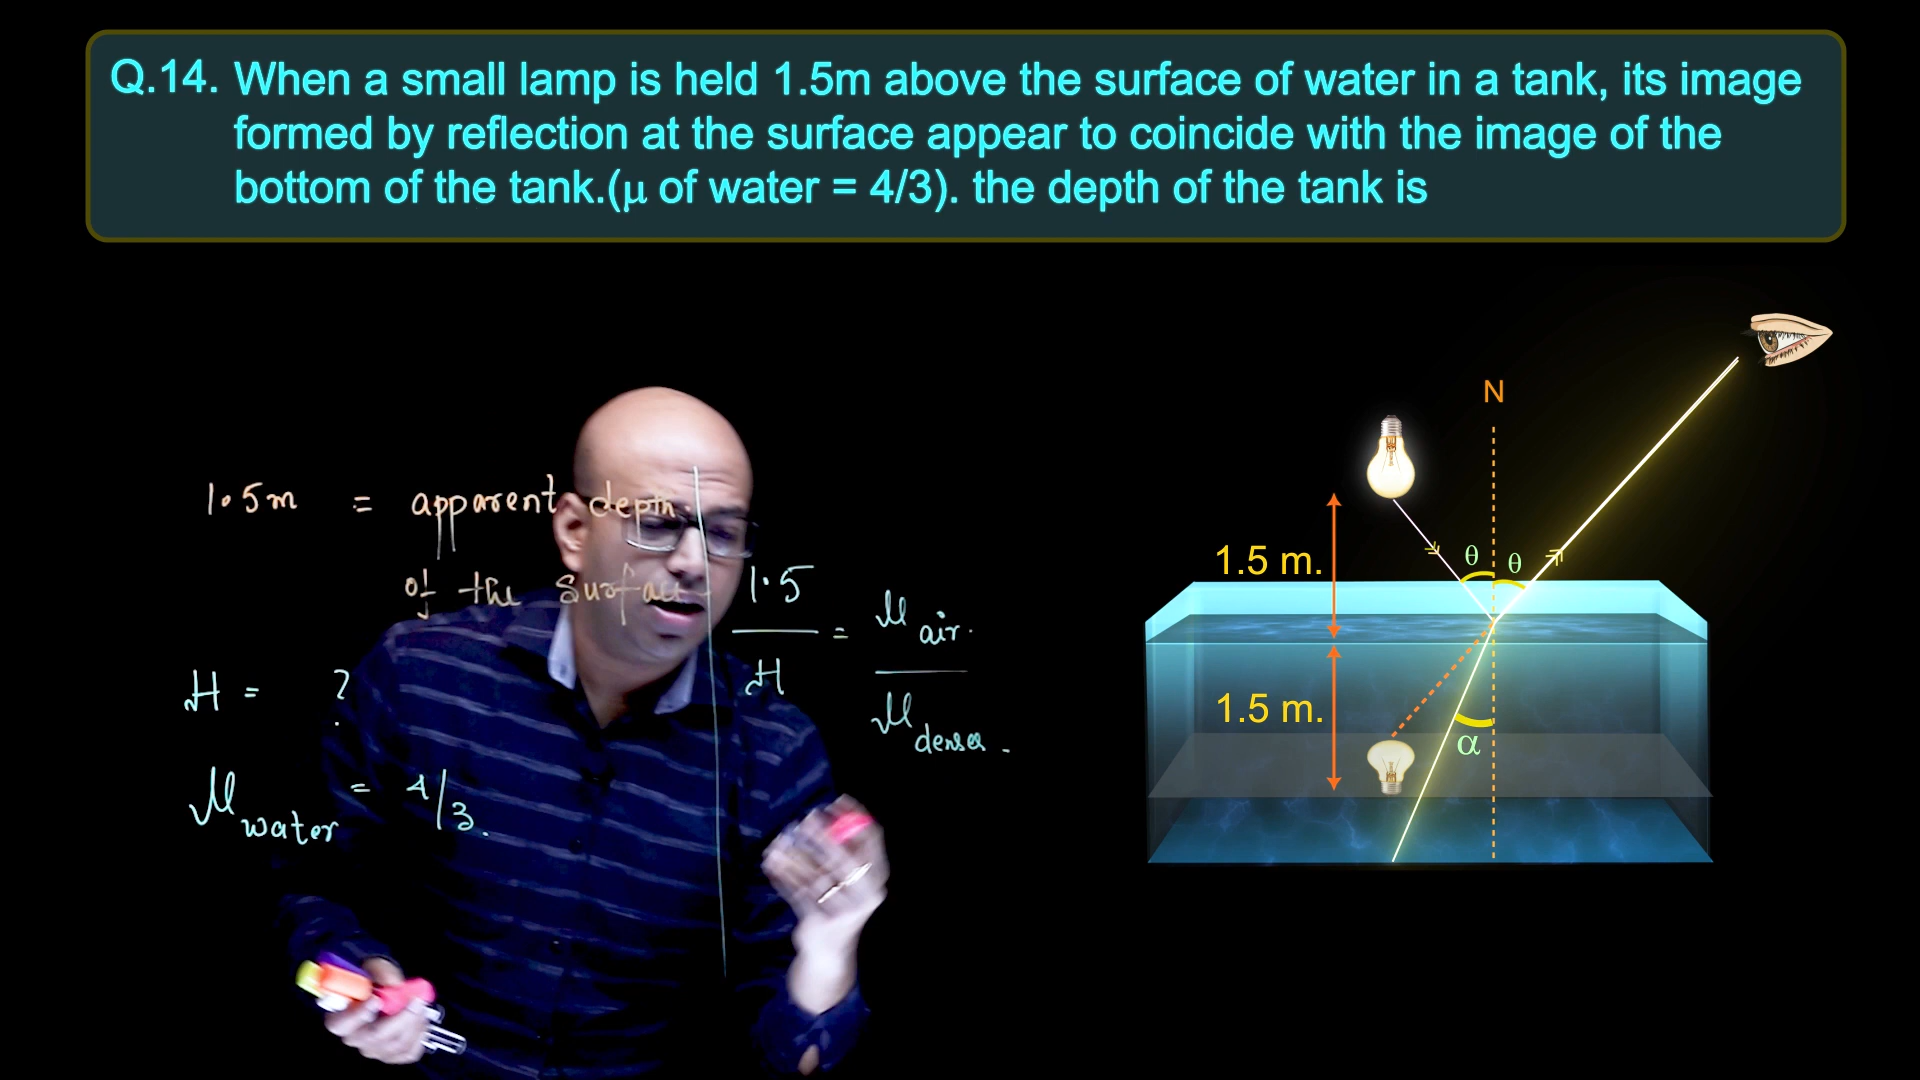 Q.14. When a small lamp is held 1.5m above the surface of water in a tank, its image
formed by reflection at the surface appear to coincide with the image of the
bottom of the tank.(μ of water = 4/3). the depth of the tank is
1.5m = apparent depth.
of the Surface
H = ?
μ water = 4/3.
1.5
H
=
μ air.
μ denser.
N
θ θ
1.5 m.
1.5 m.
α